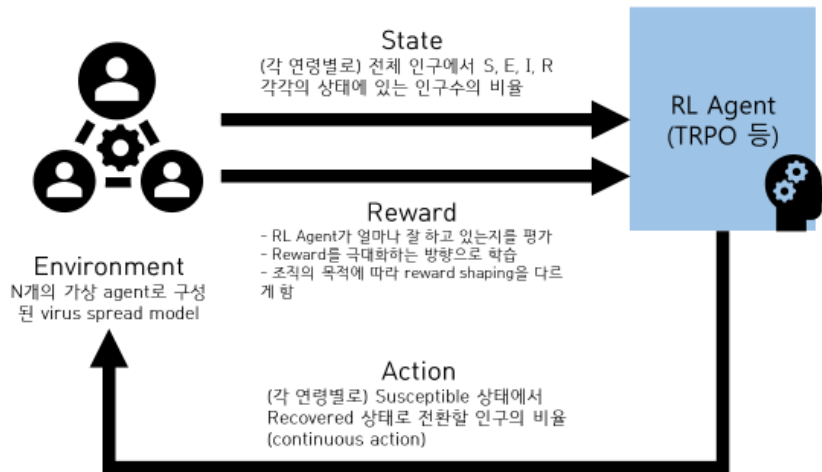 State
(각 연령별로) 전체 인구에서 S, E, I, R
각각의 상태에 있는 인구수의 비율
RL Agent
(TRPO 등)
Reward
- RL Agent가 얼마나 잘 하고 있는지를 평가
- Reward를 극대화하는 방향으로 학습
- 조직의 목적에 따라 reward shaping을 다르
게 함
Environment
N개의 가상 agent로 구성
된 virus spread model
Action
(각 연령별로) Susceptible 상태에서
Recovered 상태로 전환할 인구의 비율
(continuous action)